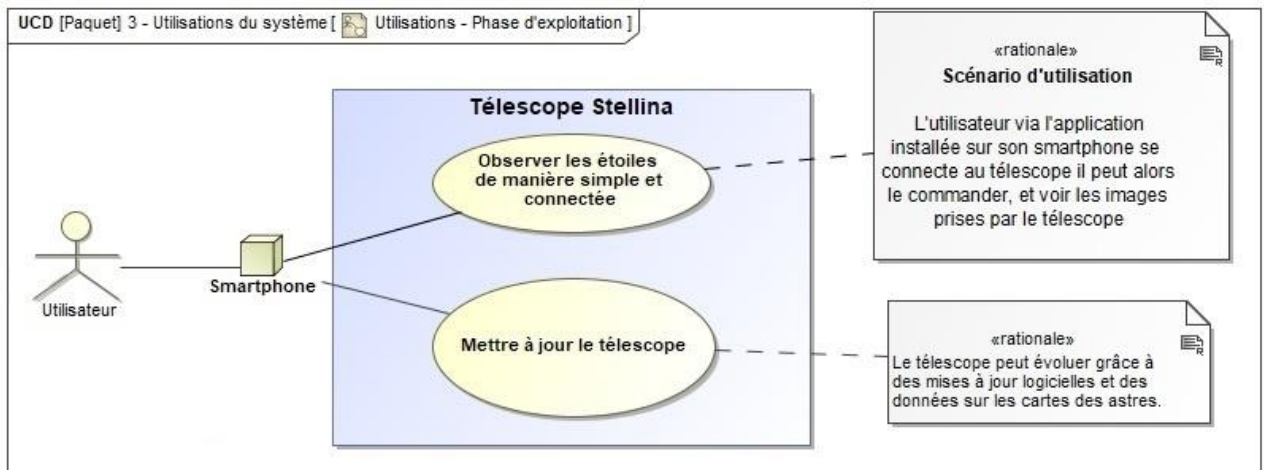 UCD [Paquet] 3 - Utilisations du système [ Utilisations - Phase d'exploitation ]
«rationale»
Scénario d'utilisation
L'utilisateur via l'application
installée sur son smartphone se
connecte au télescope il peut alors
le commander, et voir les images
prises par le télescope
Télescope Stellina
Observer les étoiles
de manière simple et
connectée
Utilisateur
Smartphone
Mettre à jour le télescope
«rationale»
Le télescope peut évoluer grâce à
des mises à jour logicielles et des
données sur les cartes des astres.